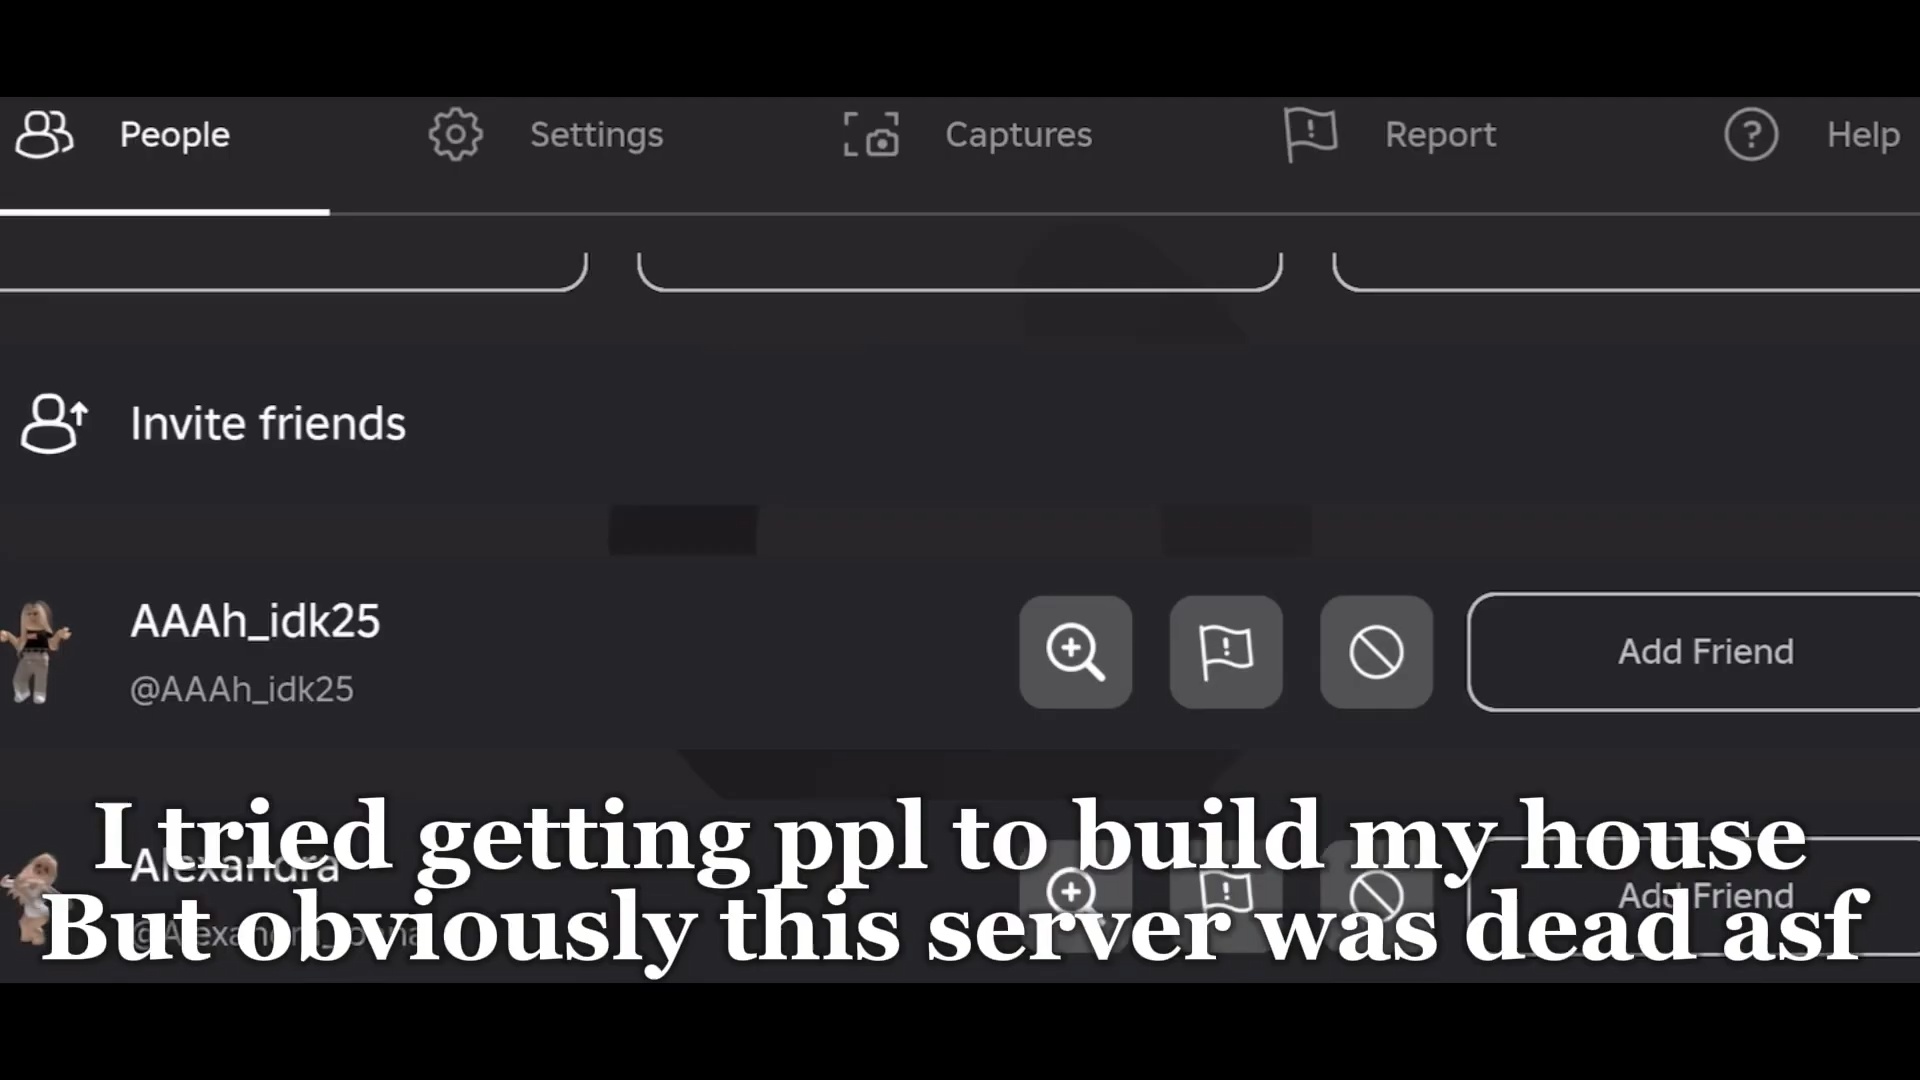 People
Settings
Captures
Report
Help
Invite friends
AAAh_idk25
@AAAh_idk25
Add Friend
I tried getting ppl to build my house
Alexandra
Add Friend
But obviously this server was dead asf